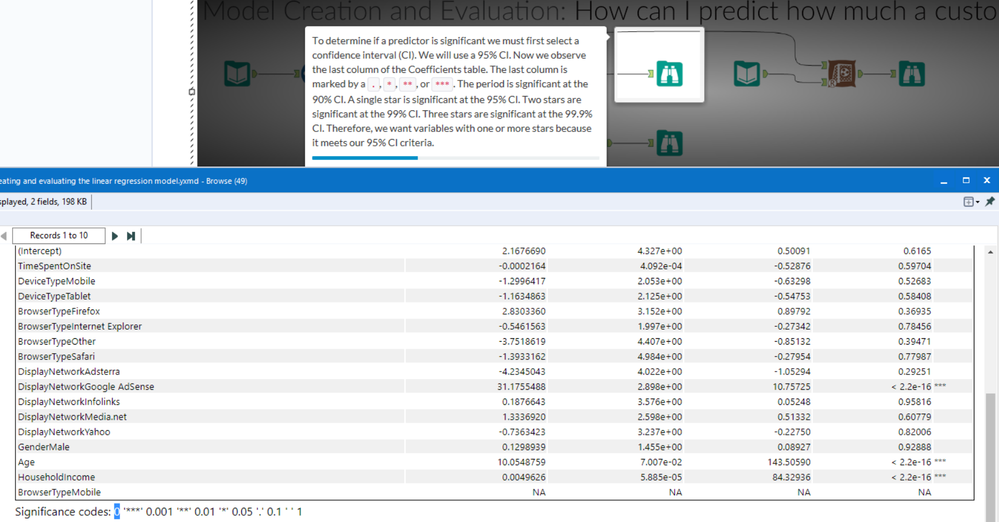 Model Creation and Evaluation: How can I predict how much a custo
To determine if a predictor is significant we must first select a
confidence interval (CI). We will use a 95% CI. Now we observe
the last column of the Coefficients table. The last column is
marked by a . , * , ** , or *** . The period is significant at the
90% CI. A single star is significant at the 95% CI. Two stars are
significant at the 99% CI. Three stars are significant at the 99.9%
CI. Therefore, we want variables with one or more stars because
it meets our 95% CI criteria.
R
eating and evaluating the linear regression model.yxmd - Browse (49)
splayed, 2 fields, 198 KB
Records 1 to 10
(Intercept) 2.1676690 4.327e+00 0.50091 0.6165
TimeSpentOnSite -0.0002164 4.092e-04 -0.52876 0.59704
DeviceTypeMobile -1.2996417 2.053e+00 -0.63298 0.52683
DeviceTypeTablet -1.1634863 2.125e+00 -0.54753 0.58408
BrowserTypeFirefox 2.8303360 3.152e+00 0.89792 0.36935
BrowserTypeInternet Explorer -0.5461563 1.997e+00 -0.27342 0.78456
BrowserTypeOther -3.7518619 4.407e+00 -0.85132 0.39471
BrowserTypeSafari -1.3933162 4.984e+00 -0.27954 0.77987
DisplayNetworkAdsterra -4.2345043 4.022e+00 -1.05294 0.29251
DisplayNetworkGoogle AdSense 31.1755488 2.898e+00 10.75725 < 2.2e-16 ***
DisplayNetworkInfolinks 0.1876643 3.576e+00 0.05248 0.95816
DisplayNetworkMedia.net 1.3336920 2.598e+00 0.51332 0.60779
DisplayNetworkYahoo -0.7363423 3.237e+00 -0.22750 0.82006
GenderMale 0.1298939 1.455e+00 0.08927 0.92888
Age 10.0548759 7.007e-02 143.50590 < 2.2e-16 ***
HouseholdIncome 0.0049626 5.885e-05 84.32936 < 2.2e-16 ***
BrowserTypeMobile NA NA NA NA
Significance codes: 0 '***' 0.001 '**' 0.01 '*' 0.05 '.' 0.1 ' ' 1